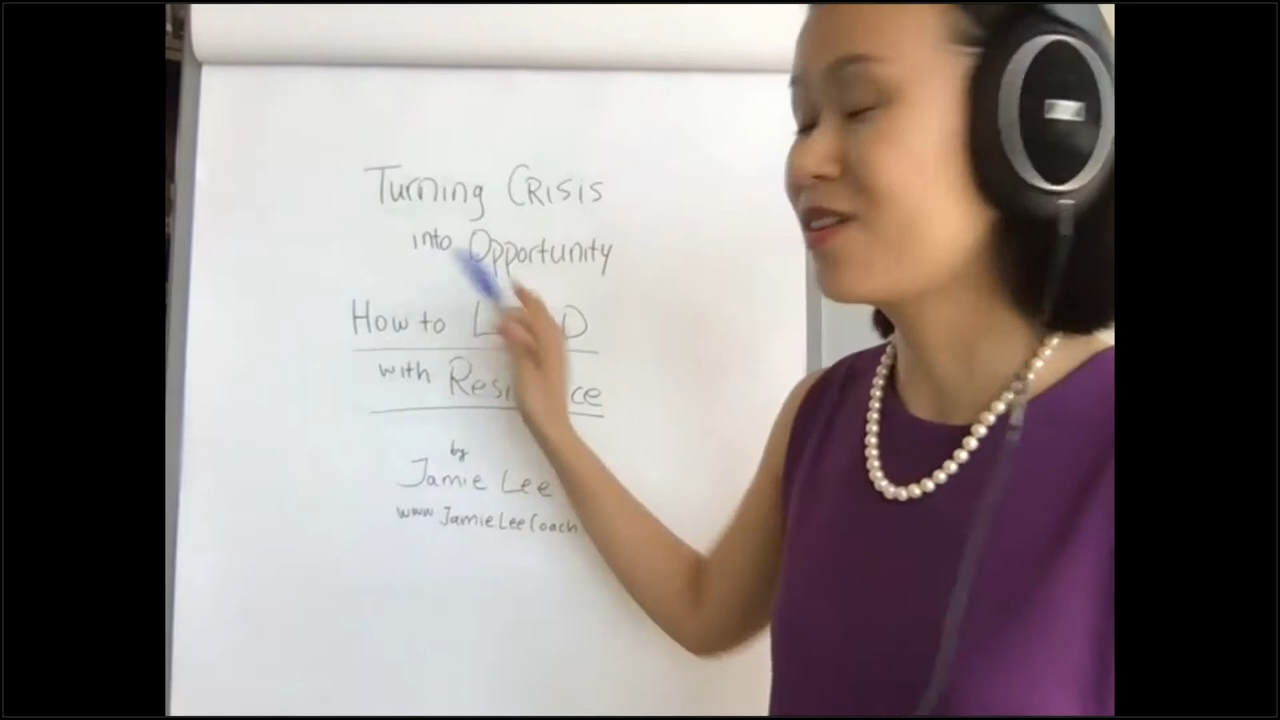 Turning CRISIS
into Opportunity
How to
with
by
Jamie Lee
www JamieLeeCoach